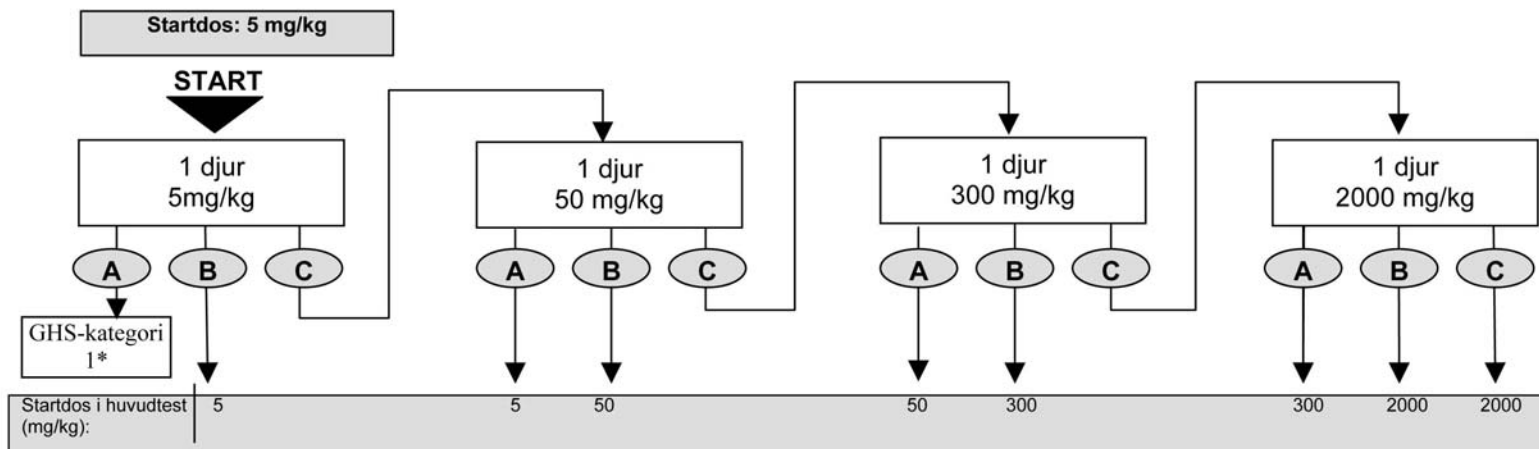 Startdos: 5 mg/kg
START
1 djur
5mg/kg
1 djur
50 mg/kg
1 djur
300 mg/kg
1 djur
2000 mg/kg
A B C A B C A B C A B C
GHS-kategori
1*
Startdos i huvudtest
(mg/kg):
5 5 50 50 300 300 2000 2000